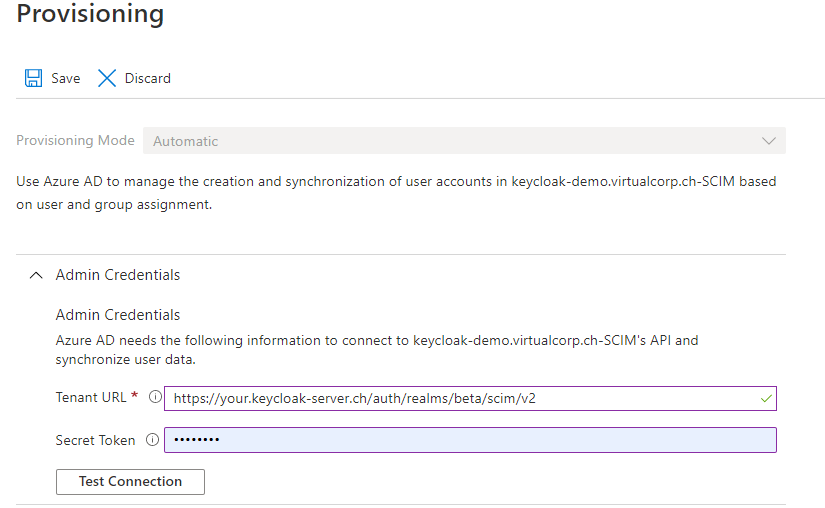 Provisioning
Save Discard
Provisioning Mode Automatic
Use Azure AD to manage the creation and synchronization of user accounts in keycloak-demo.virtualcorp.ch-SCIM based
on user and group assignment.
Admin Credentials
Admin Credentials
Azure AD needs the following information to connect to keycloak-demo.virtualcorp.ch-SCIM's API and
synchronize user data.
Tenant URL * https://your.keycloak-server.ch/auth/realms/beta/scim/v2
Secret Token ••••••••
Test Connection